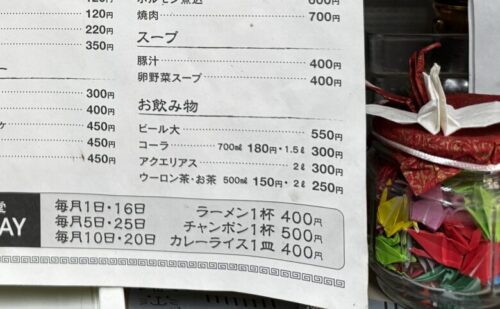 120円
220円
350円
300円
400円
450円
450円
450円
焼肉 700円
スープ
豚汁 400円
卵野菜スープ 400円
お飲み物
ビール大 550円
コーラ 700㎖ 180円・1.5ℓ 300円
アクエリアス 2ℓ 300円
ウーロン茶・お茶 500㎖ 150円・2ℓ 250円
毎月1日・16日 ラーメン1杯 400円
毎月5日・25日 チャンポン1杯 500円
毎月10日・20日 カレーライス1皿 400円